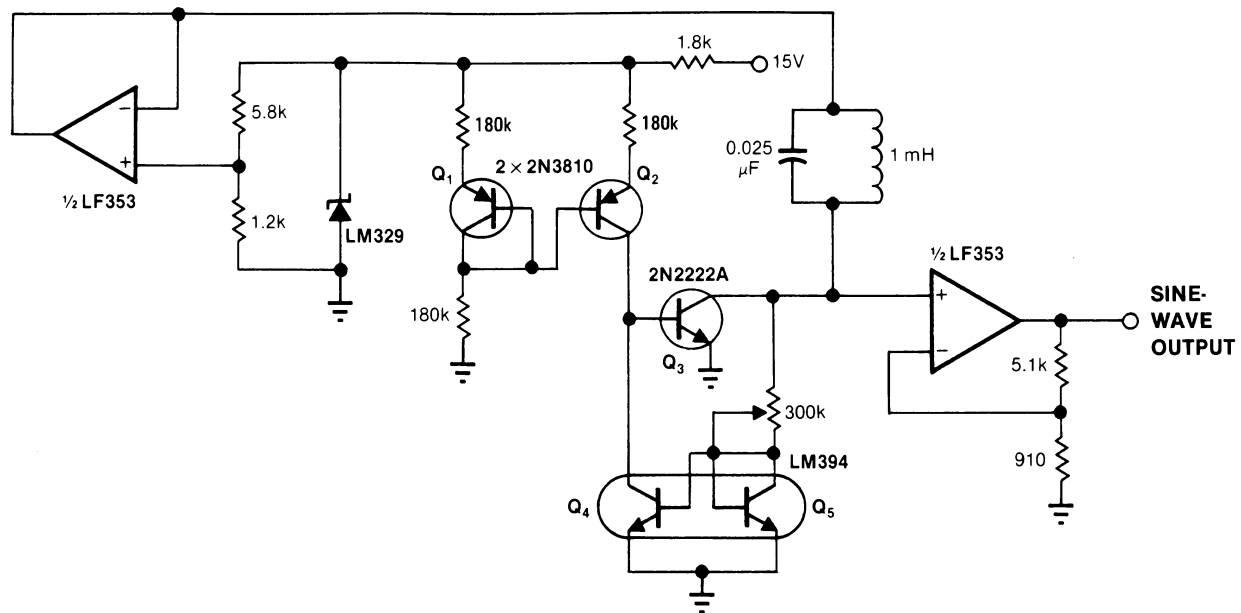 1.8k
15V
5.8k
180k
180k
0.025
µF
1 mH
2 × 2N3810
Q1
Q2
½ LF353
1.2k
LM329
½ LF353
2N2222A
SINE-
WAVE
OUTPUT
180k
Q3
5.1k
300k
LM394
910
Q4
Q5
−
+
+
−